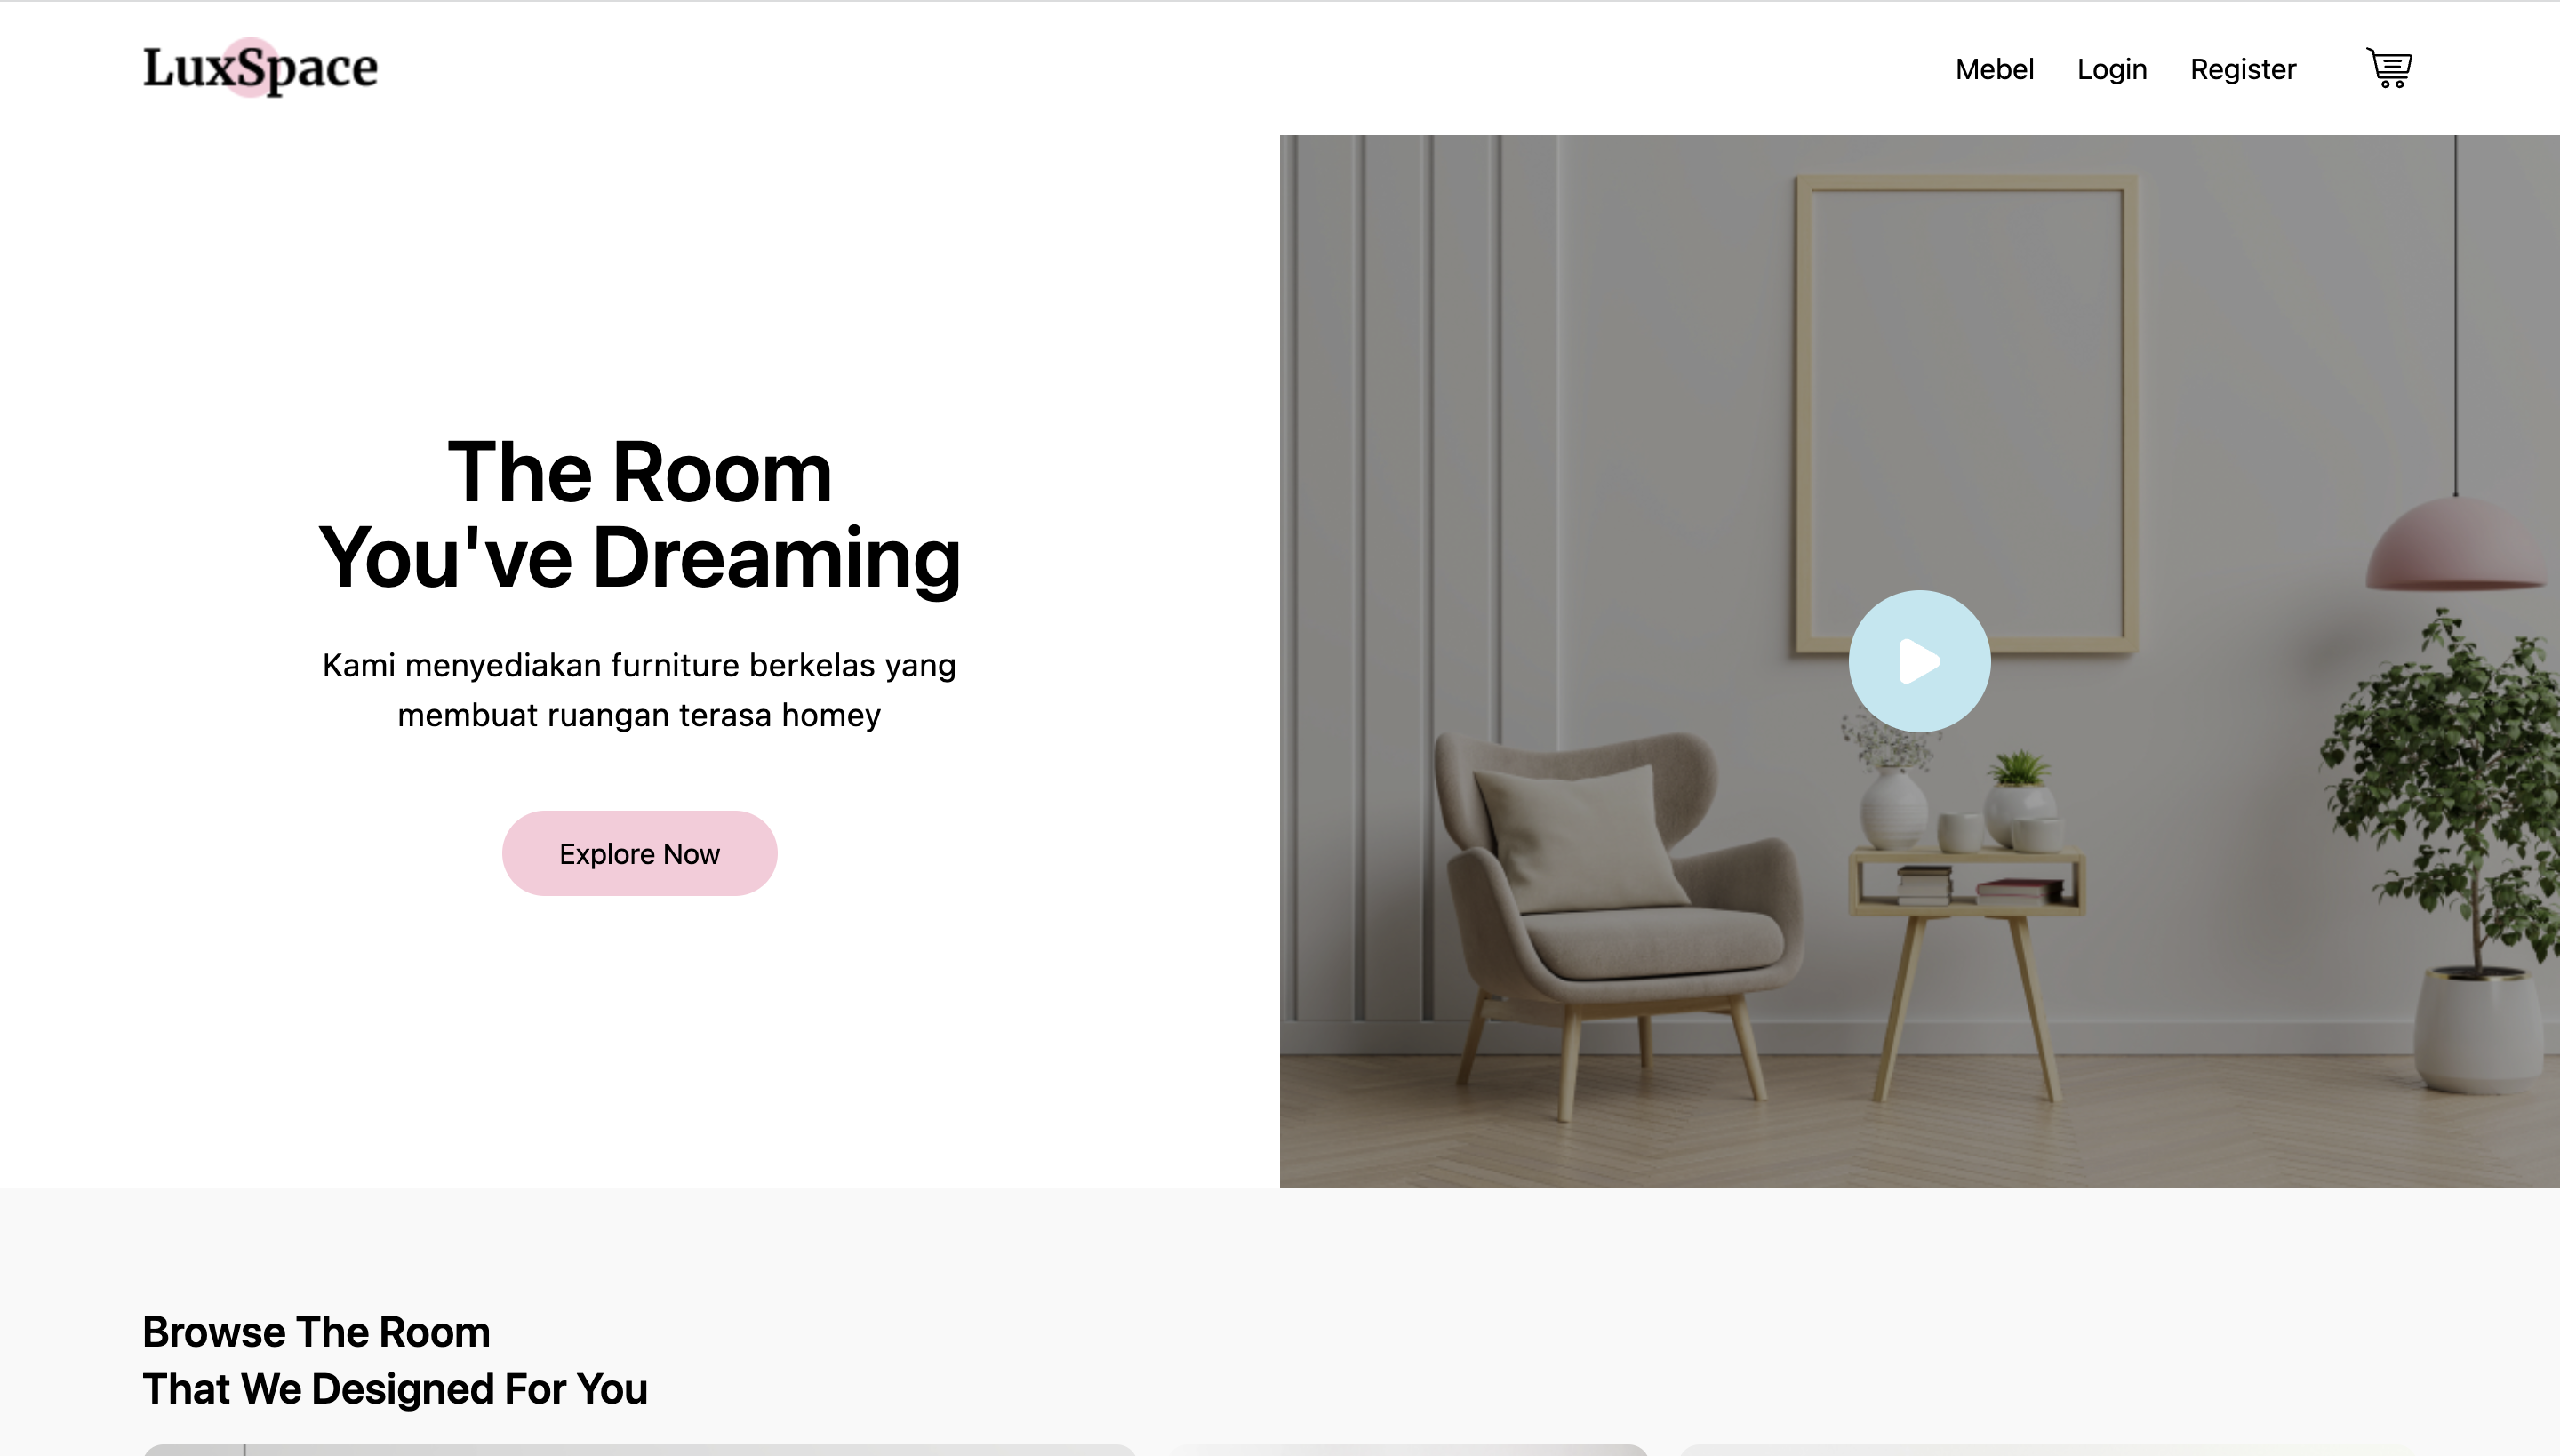 LuxSpace
Mebel
Login
Register
The Room
You've Dreaming
Kami menyediakan furniture berkelas yang
membuat ruangan terasa homey
Explore Now
Browse The Room
That We Designed For You